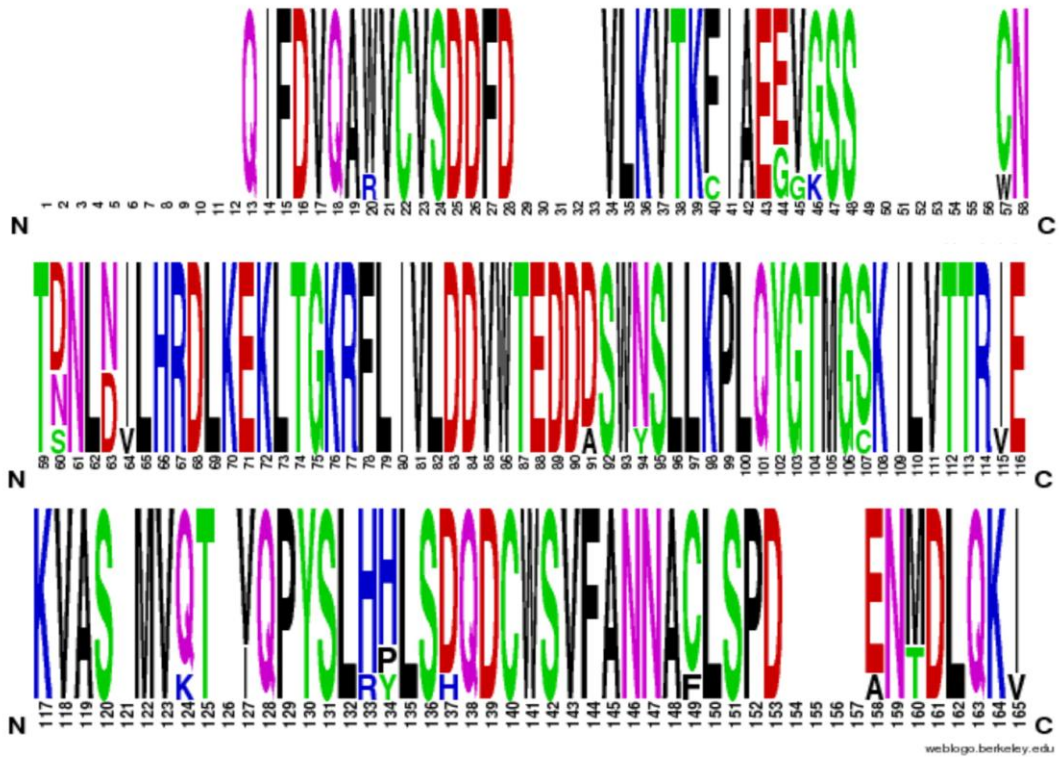 Q I F D V Q A W V C V S D D F D V L K V T K F I A E E V G S S C N
R C G G K W
1 2 3 4 5 6 7 8 9 10 11 12 13 14 15 16 17 18 19 20 21 22 23 24 25 26 27 28 29 30 31 32 33 34 35 36 37 38 39 40 41 42 43 44 45 46 47 48 49 50 51 52 53 54 55 56 57 58
N C
T D N L N I L H R D L K E K L T G K R F L I V L D D V W T E D D D S W N S L L K P L Q Y G T M G S K I L V T T R I E
N D
S V A Y C V
59 60 61 62 63 64 65 66 67 68 69 70 71 72 73 74 75 76 77 78 79 80 81 82 83 84 85 86 87 88 89 90 91 92 93 94 95 96 97 98 99 100 101 102 103 104 105 106 107 108 109 110 111 112 113 114 115 116
N C
K V A S M V Q T V Q P Y S L H H L S D Q D C W S V F A N N A C L S P D E N M D L Q K I
I P T
K R Y H F A V
117 118 119 120 121 122 123 124 125 126 127 128 129 130 131 132 133 134 135 136 137 138 139 140 141 142 143 144 145 146 147 148 149 150 151 152 153 154 155 156 157 158 159 160 161 162 163 164 165
N C
weblogo.berkeley.edu